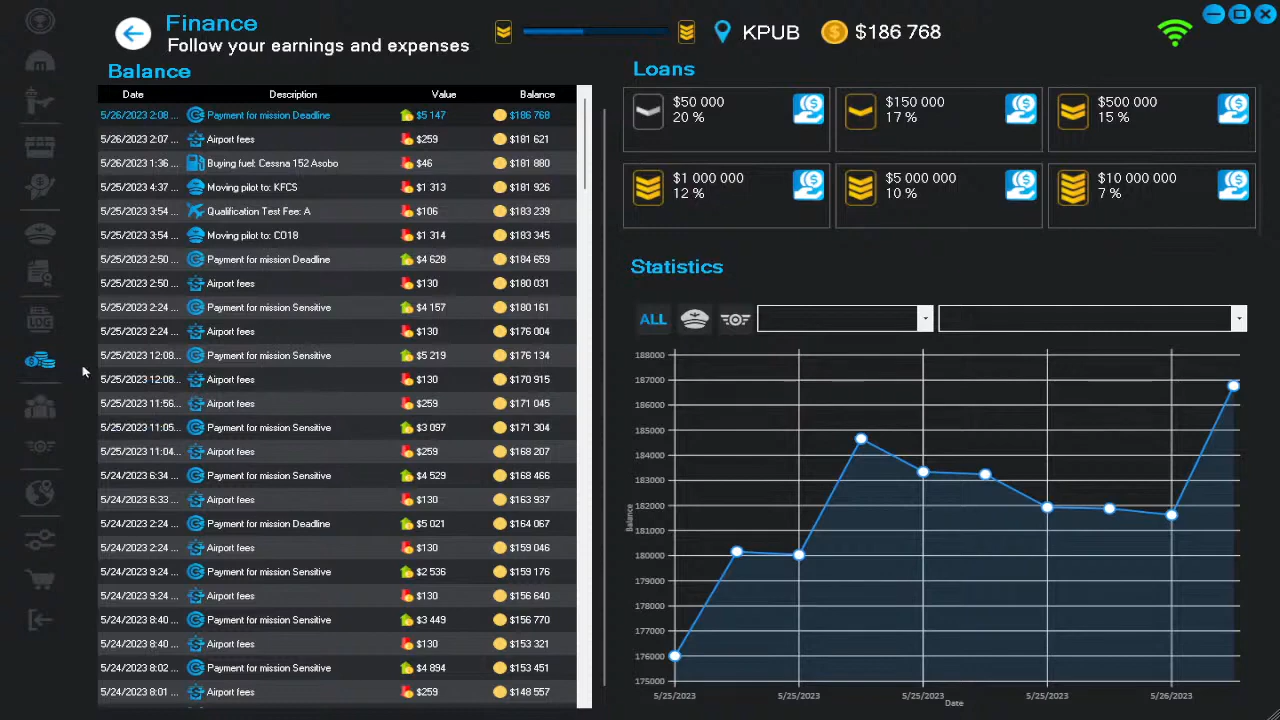 Finance
Follow your earnings and expenses
KPUB
$186 768
Balance
Date Description Value Balance
5/26/2023 2:08 ... Payment for mission Deadline $5 147 $186 768
5/26/2023 2:07 ... Airport fees $259 $181 621
5/26/2023 1:36 ... Buying fuel: Cessna 152 Asobo $46 $181 880
5/25/2023 4:37 ... Moving pilot to: KFCS $1 313 $181 926
5/25/2023 3:54 ... Qualification Test Fee: A $106 $183 239
5/25/2023 3:54 ... Moving pilot to: CO18 $1 314 $183 345
5/25/2023 2:50 ... Payment for mission Deadline $4 628 $184 659
5/25/2023 2:50 ... Airport fees $130 $180 031
5/25/2023 2:24 ... Payment for mission Sensitive $4 157 $180 161
5/25/2023 2:24 ... Airport fees $130 $176 004
5/25/2023 12:08... Payment for mission Sensitive $5 219 $176 134
5/25/2023 12:08... Airport fees $130 $170 915
5/25/2023 11:56... Airport fees $259 $171 045
5/25/2023 11:05... Payment for mission Deadline $3 097 $171 304
5/25/2023 11:04... Airport fees $259 $168 207
5/24/2023 6:34 ... Payment for mission Sensitive $4 529 $168 466
5/24/2023 6:33 ... Airport fees $130 $163 937
5/24/2023 2:24 ... Payment for mission Deadline $5 021 $164 067
5/24/2023 2:24 ... Airport fees $130 $159 046
5/24/2023 9:24 ... Payment for mission Sensitive $2 536 $159 176
5/24/2023 9:24 ... Airport fees $130 $156 640
5/24/2023 8:40 ... Payment for mission Sensitive $3 449 $156 770
5/24/2023 8:40 ... Airport fees $130 $153 321
5/24/2023 8:02 ... Payment for mission Sensitive $4 894 $153 451
5/24/2023 8:01 ... Airport fees $259 $148 557
Loans
$50 000
20 %
$150 000
17 %
$500 000
15 %
$1 000 000
12 %
$5 000 000
10 %
$10 000 000
7 %
Statistics
ALL
188000
187000
186000
185000
184000
183000
182000
181000
180000
179000
178000
177000
176000
175000
Balance
5/25/2023 5/25/2023 5/25/2023 5/25/2023 5/26/2023
Date
LOG